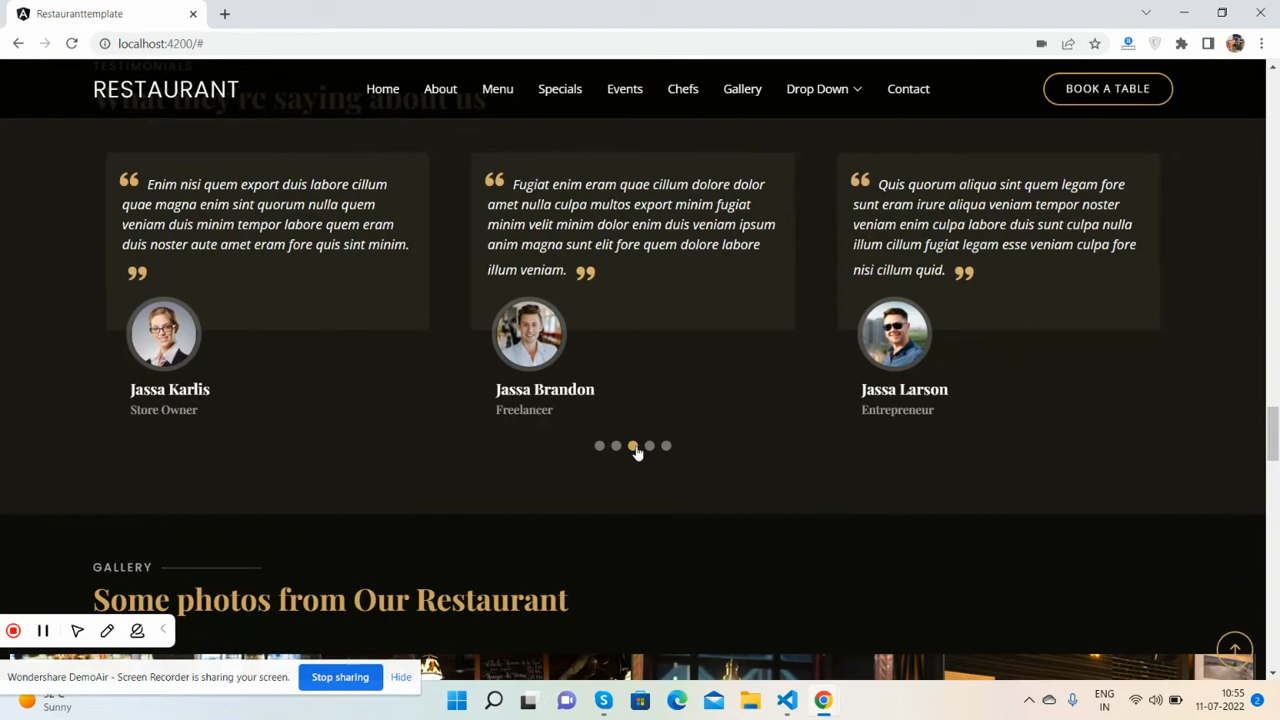 Restauranttemplate
localhost:4200/#
TESTIMONIALS
What they're saying about us
RESTAURANT
Home
About
Menu
Specials
Events
Chefs
Gallery
Drop Down
Contact
BOOK A TABLE
“ Enim nisi quem export duis labore cillum
quae magna enim sint quorum nulla quem
veniam duis minim tempor labore quem eram
duis noster aute amet eram fore quis sint minim.
”
Jassa Karlis
Store Owner
“ Fugiat enim eram quae cillum dolore dolor
amet nulla culpa multos export minim fugiat
minim velit minim dolor enim duis veniam ipsum
anim magna sunt elit fore quem dolore labore
illum veniam. ”
Jassa Brandon
Freelancer
“ Quis quorum aliqua sint quem legam fore
sunt eram irure aliqua veniam tempor noster
veniam enim culpa labore duis sunt culpa nulla
illum cillum fugiat legam esse veniam culpa fore
nisi cillum quid. ”
Jassa Larson
Entrepreneur
GALLERY
Some photos from Our Restaurant
Wondershare DemoAir - Screen Recorder is sharing your screen.
Stop sharing
Hide
Sunny
ENG
IN
10:55
11-07-2022